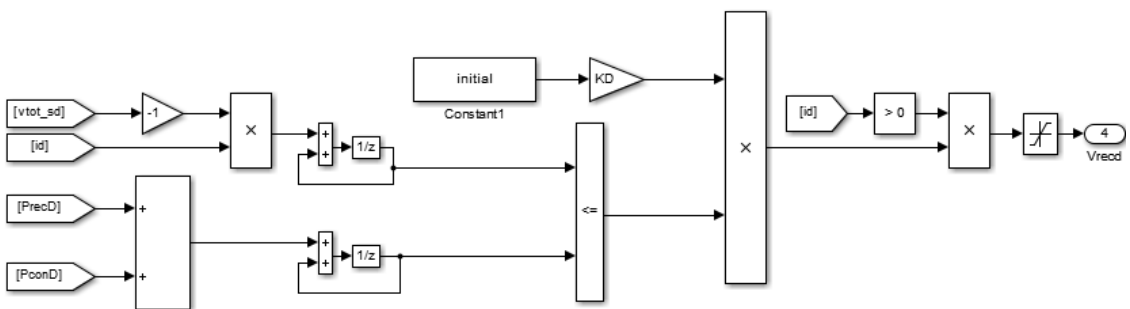 initial
KD
Constant1
[vtot_sd]
-1
×
[id]
+
+
1/z
[PrecD]
+
+
[PconD]
+
+
1/z
<=
×
[id]
> 0
×
4
Vrecd